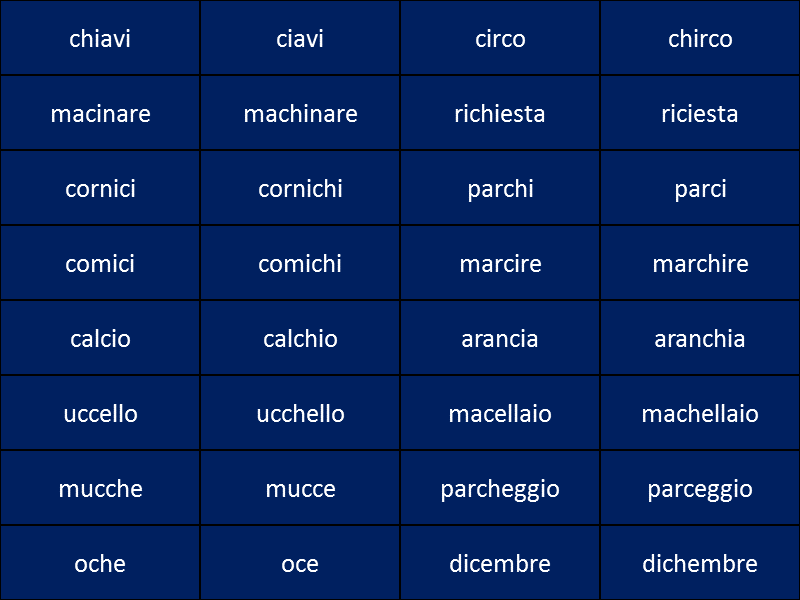 chiavi ciavi circo chirco
macinare machinare richiesta riciesta
cornici cornichi parchi parci
comici comichi marcire marchire
calcio calchio arancia aranchia
uccello ucchello macellaio machellaio
mucche mucce parcheggio parceggio
oche oce dicembre dichembre